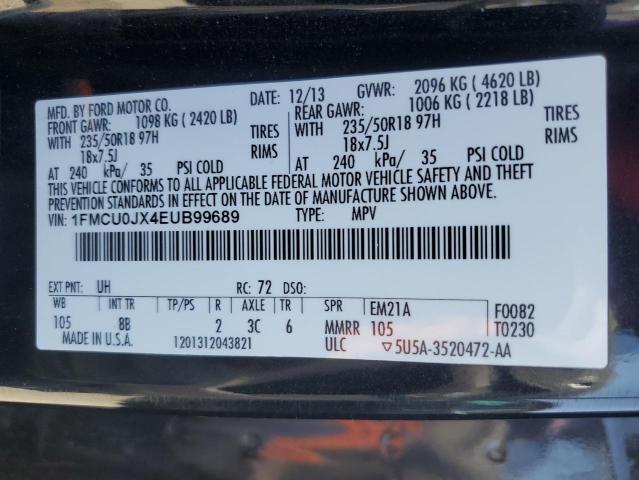 MFD. BY FORD MOTOR CO. DATE: 12/13 GVWR: 2096 KG ( 4620 LB)
FRONT GAWR: 1098 KG ( 2420 LB) REAR GAWR: 1006 KG ( 2218 LB)
WITH 235/50R18 97H TIRES WITH 235/50R18 97H TIRES
18x7.5J RIMS 18x7.5J RIMS
AT 240 kPa/ 35 PSI COLD AT 240 kPa/ 35 PSI COLD
THIS VEHICLE CONFORMS TO ALL APPLICABLE FEDERAL MOTOR VEHICLE SAFETY AND THEFT
PREVENTION STANDARDS IN EFFECT ON THE DATE OF MANUFACTURE SHOWN ABOVE.
VIN: 1FMCU0JX4EUB99689 TYPE: MPV
EXT PNT: UH RC: 72 DSO:
WB INT TR TP/PS R AXLE TR SPR EM21A F0082
105 8B 2 3C 6 MMRR 105 T0230
MADE IN U.S.A. 1201312043821 ULC ▽5U5A-3520472-AA